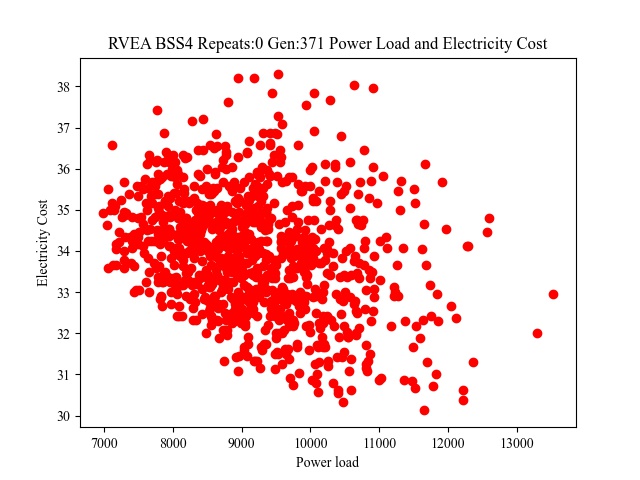 RVEA BSS4 Repeats:0 Gen:371 Power Load and Electricity Cost
38
37
36
35
34
33
32
31
30
Electricity Cost
7000 8000 9000 10000 11000 12000 13000
Power load